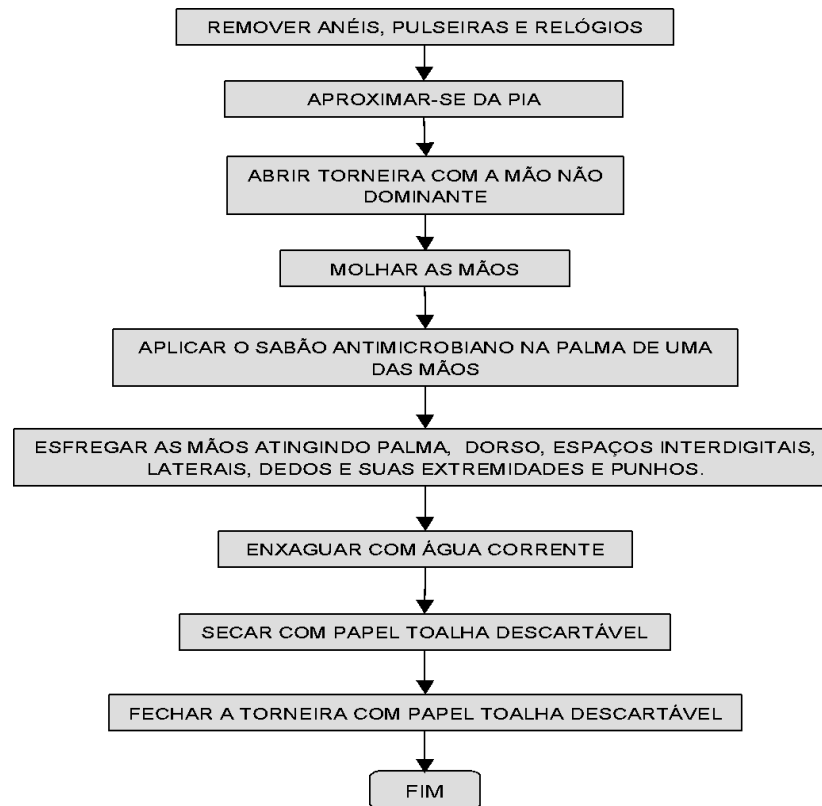 REMOVER ANÉIS, PULSEIRAS E RELÓGIOS
APROXIMAR-SE DA PIA
ABRIR TORNEIRA COM A MÃO NÃO
DOMINANTE
MOLHAR AS MÃOS
APLICAR O SABÃO ANTIMICROBIANO NA PALMA DE UMA
DAS MÃOS
ESFREGAR AS MÃOS ATINGINDO PALMA, DORSO, ESPAÇOS INTERDIGITAIS,
LATERAIS, DEDOS E SUAS EXTREMIDADES E PUNHOS.
ENXAGUAR COM ÁGUA CORRENTE
SECAR COM PAPEL TOALHA DESCARTÁVEL
FECHAR A TORNEIRA COM PAPEL TOALHA DESCARTÁVEL
FIM